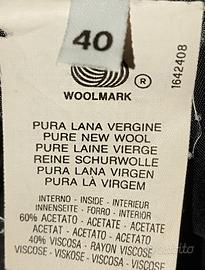 40
®
WOOLMARK
1642408
PURA LANA VERGINE
PURE NEW WOOL
PURE LAINE VIERGE
REINE SCHURWOLLE
PURA LANA VIRGEN
PURA LÀ VIRGEM
INTERNO - INSIDE - INTERIEUR
INNENSEITE - FORRO - INTERIOR
60% ACETATO - ACETATE - ACETATE
ACETAT - ACETATO - ACETATO
40% VISCOSA - RAYON VISCOSE
VISCOSE - VISKOSE - VISCOSA - VISCOSE